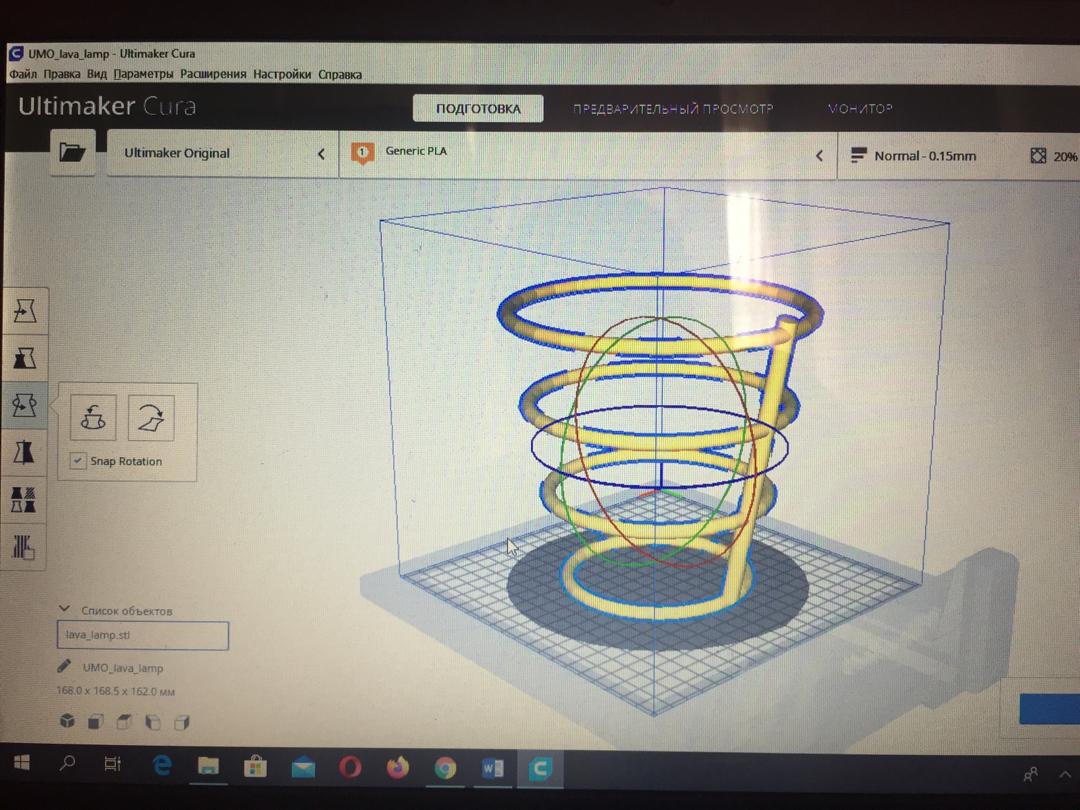 UMO_lava_lamp - Ultimaker Cura
Файл Правка Вид Параметры Расширения Настройки Справка
Ultimaker Cura
ПОДГОТОВКА
ПРЕДВАРИТЕЛЬНЫЙ ПРОСМОТР
МОНИТОР
Ultimaker Original
1
Generic PLA
Normal - 0.15mm
20%
Snap Rotation
Список объектов
lava_lamp.stl
UMO_lava_lamp
168.0 x 168.5 x 162.0 мм